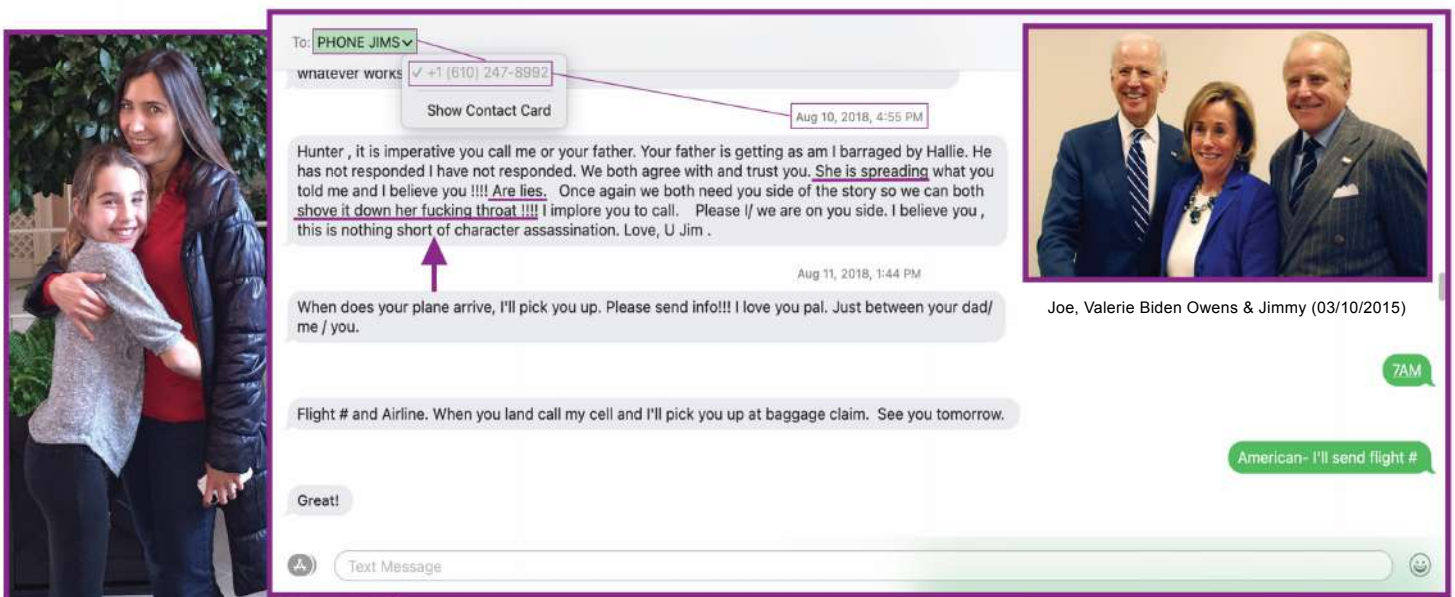 To: PHONE JIMS
whatever works
✓ +1 (610) 247-8992
Show Contact Card
Aug 10, 2018, 4:55 PM
Hunter , it is imperative you call me or your father. Your father is getting as am I barraged by Hallie. He
has not responded I have not responded. We both agree with and trust you. She is spreading what you
told me and I believe you !!!! Are lies. Once again we both need you side of the story so we can both
shove it down her fucking throat !!!! I implore you to call. Please I/ we are on you side. I believe you ,
this is nothing short of character assassination. Love, U Jim .
Joe, Valerie Biden Owens & Jimmy (03/10/2015)
Aug 11, 2018, 1:44 PM
When does your plane arrive, I'll pick you up. Please send info!!! I love you pal. Just between your dad/
me / you.
7AM
Flight # and Airline. When you land call my cell and I'll pick you up at baggage claim. See you tomorrow.
American- I'll send flight #
Great!
Text Message